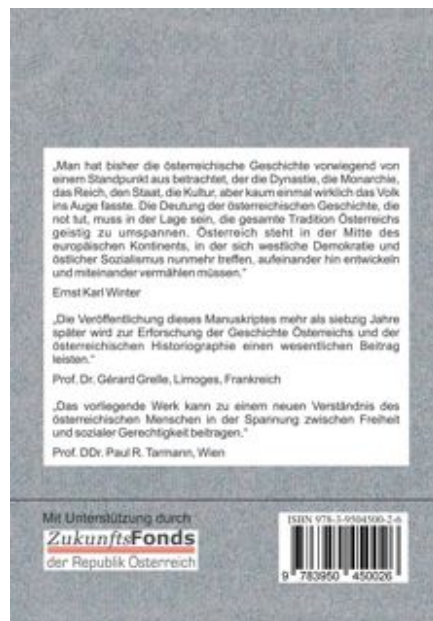 „Man hat bisher die österreichische Geschichte vorwiegend von
einem Standpunkt aus betrachtet, der die Dynastie, die Monarchie,
das Reich, den Staat, die Kultur, aber kaum einmal wirklich das Volk
ins Auge fasste. Die Deutung der österreichischen Geschichte, die
not tut, muss in der Lage sein, die gesamte Tradition Österreichs
geistig zu umspannen. Österreich steht in der Mitte des
europäischen Kontinents, in der sich westliche Demokratie und
östlicher Sozialismus nunmehr treffen, aufeinander hin entwickeln
und miteinander vermählen müssen.“
Ernst Karl Winter
„Die Veröffentlichung dieses Manuskriptes mehr als siebzig Jahre
später wird zur Erforschung der Geschichte Österreichs und der
österreichischen Historiographie einen wesentlichen Beitrag
leisten.“
Prof. Dr. Gérard Grelle, Limoges, Frankreich
„Das vorliegende Werk kann zu einem neuen Verständnis des
österreichischen Menschen in der Spannung zwischen Freiheit
und sozialer Gerechtigkeit beitragen.“
Prof. DDr. Paul R. Tarmann, Wien
Mit Unterstützung durch
ZukunftsFonds
der Republik Österreich
ISBN 978-3-9504500-2-6
9 783950 450026